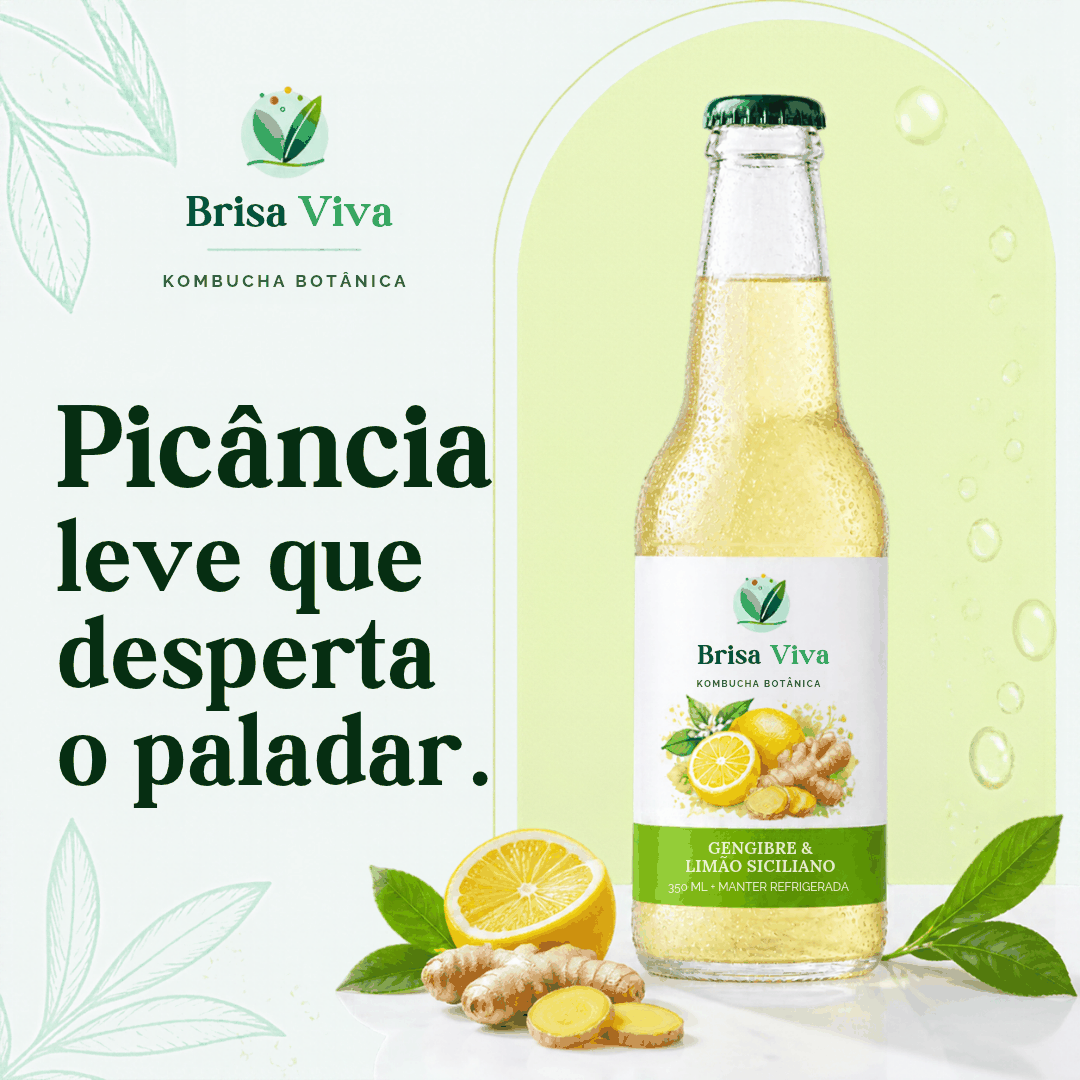 Brisa Viva
KOMBUCHA BOTÂNICA
Picância
leve que
desperta
o paladar.
Brisa Viva
KOMBUCHA BOTÂNICA
GENGIBRE &
LIMÃO SICILIANO
350 ML • MANTER REFRIGERADA